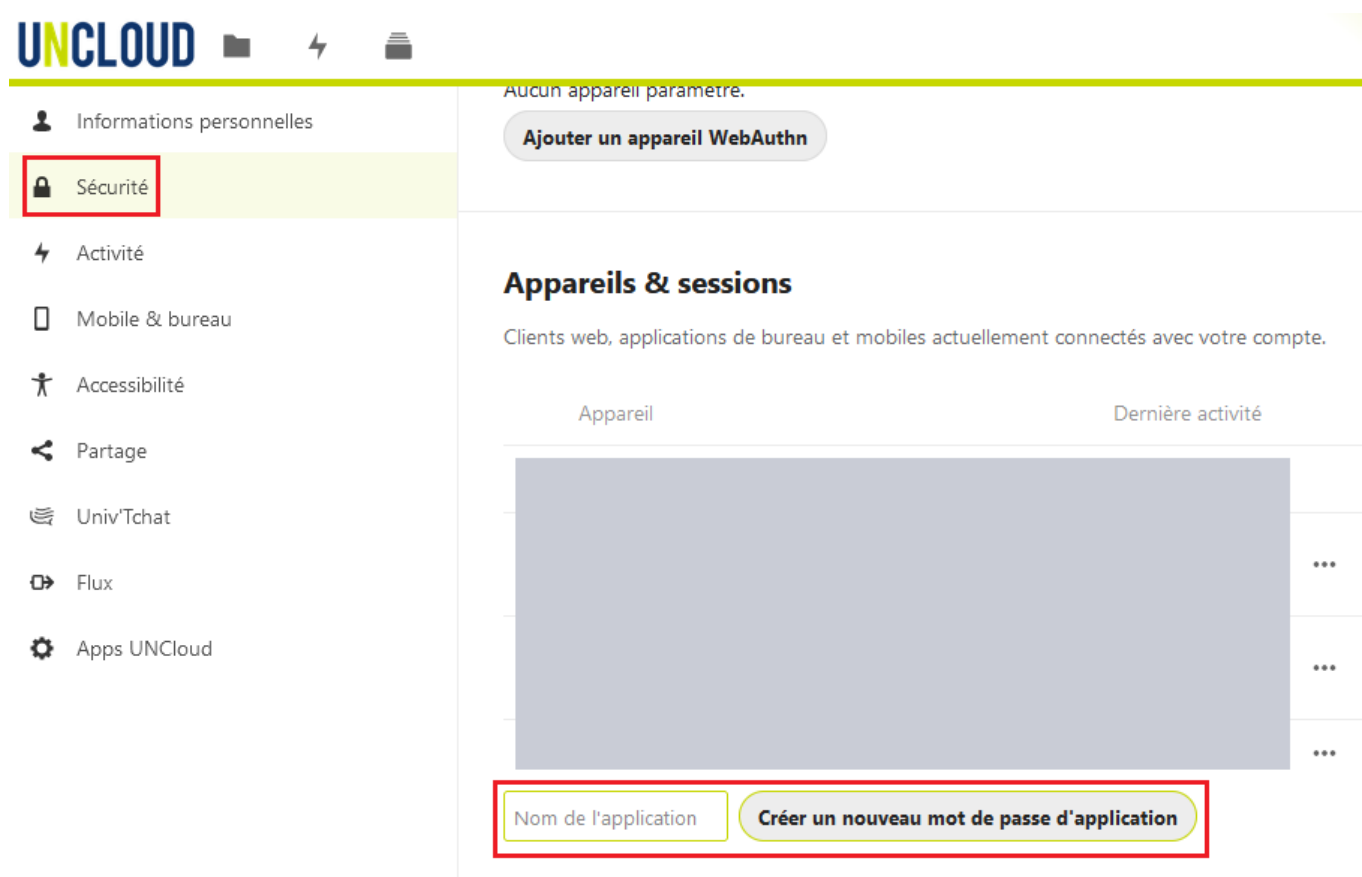 UNCLOUD
Informations personnelles
Sécurité
Activité
Mobile & bureau
Accessibilité
Partage
Univ'Tchat
Flux
Apps UNCloud
Aucun appareil paramétré.
Ajouter un appareil WebAuthn
Appareils & sessions
Clients web, applications de bureau et mobiles actuellement connectés avec votre compte.
Appareil Dernière activité
Nom de l'application Créer un nouveau mot de passe d'application